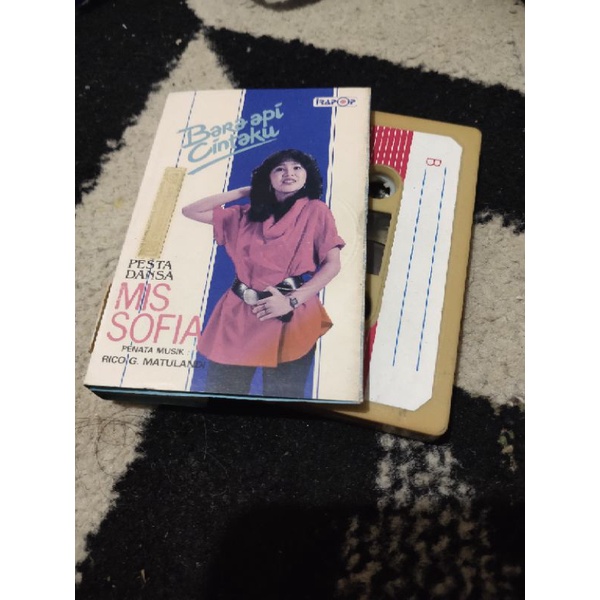 IRAPOP
Bara api
Cintaku
PESTA
DANSA
MIS
SOFIA
PENATA MUSIK
RICO G. MATULANDI
B